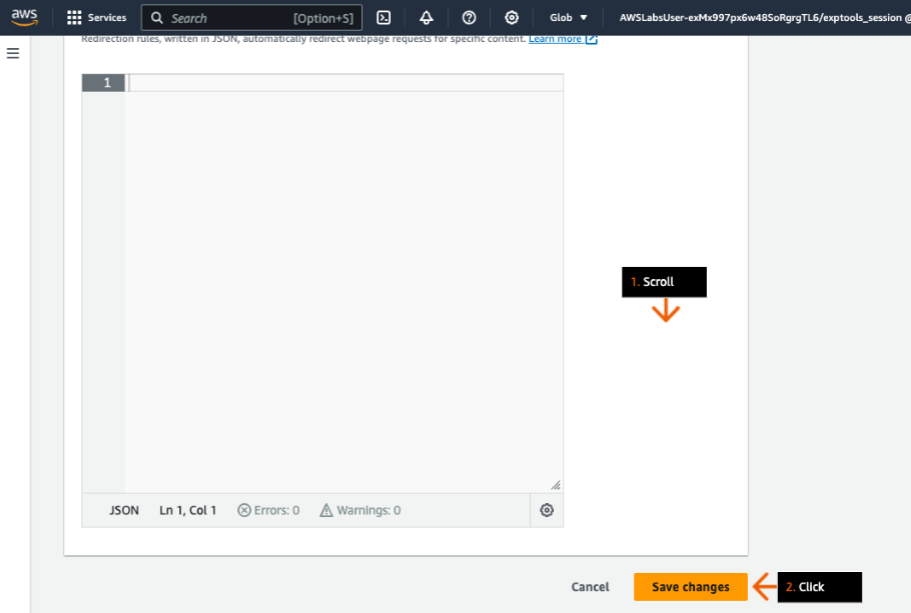 aws Services Search [Option+S] Glob ▼ AWSLabsUser-exMx997px6w48SoRgrgTL6/exptools_session @
Redirection rules, written in JSON, automatically redirect webpage requests for specific content. Learn more
1
1. Scroll
JSON Ln 1, Col 1 Errors: 0 Warnings: 0
Cancel Save changes 2. Click